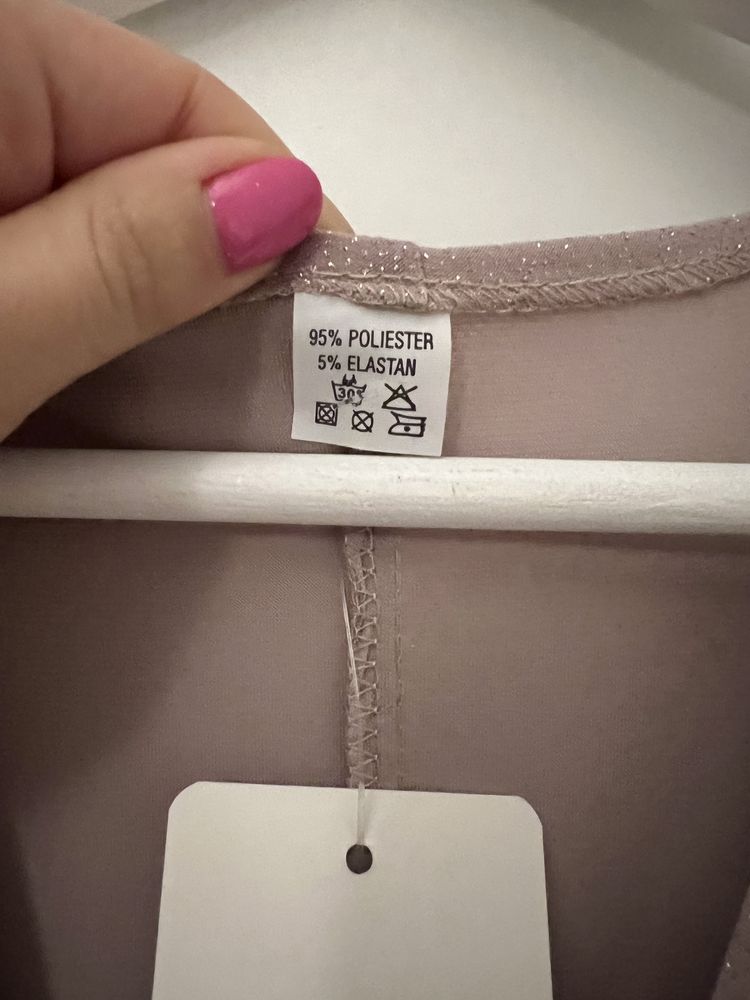 95% POLIESTER
5% ELASTAN
30°